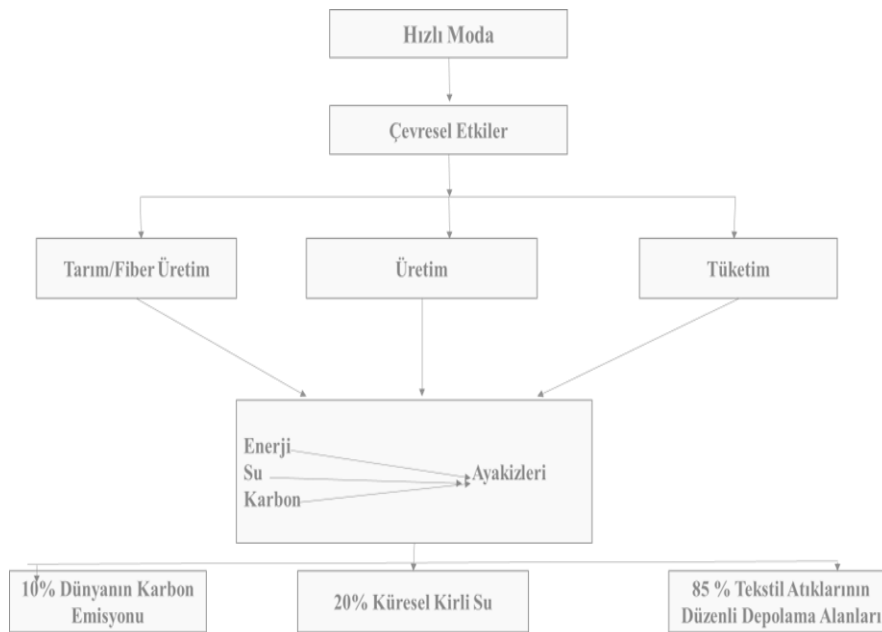 Hızlı Moda
Çevresel Etkiler
Tarım/Fiber Üretim
Üretim
Tüketim
Enerji
Su
Karbon
Ayakizleri
10% Dünyanın Karbon
Emisyonu
20% Küresel Kirli Su
85 % Tekstil Atıklarının
Düzenli Depolama Alanları